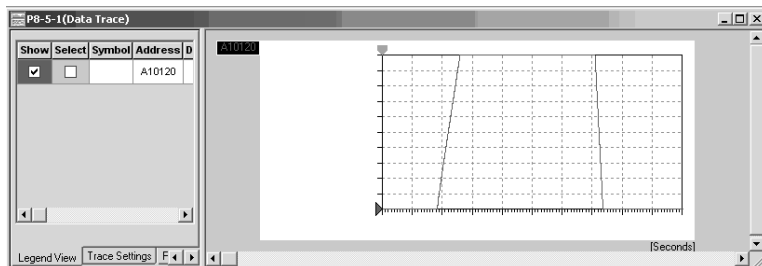 P8-5-1(Data Trace)
Show Select Symbol Address D
A10120
A10120
[Seconds]
Legend View Trace Settings F